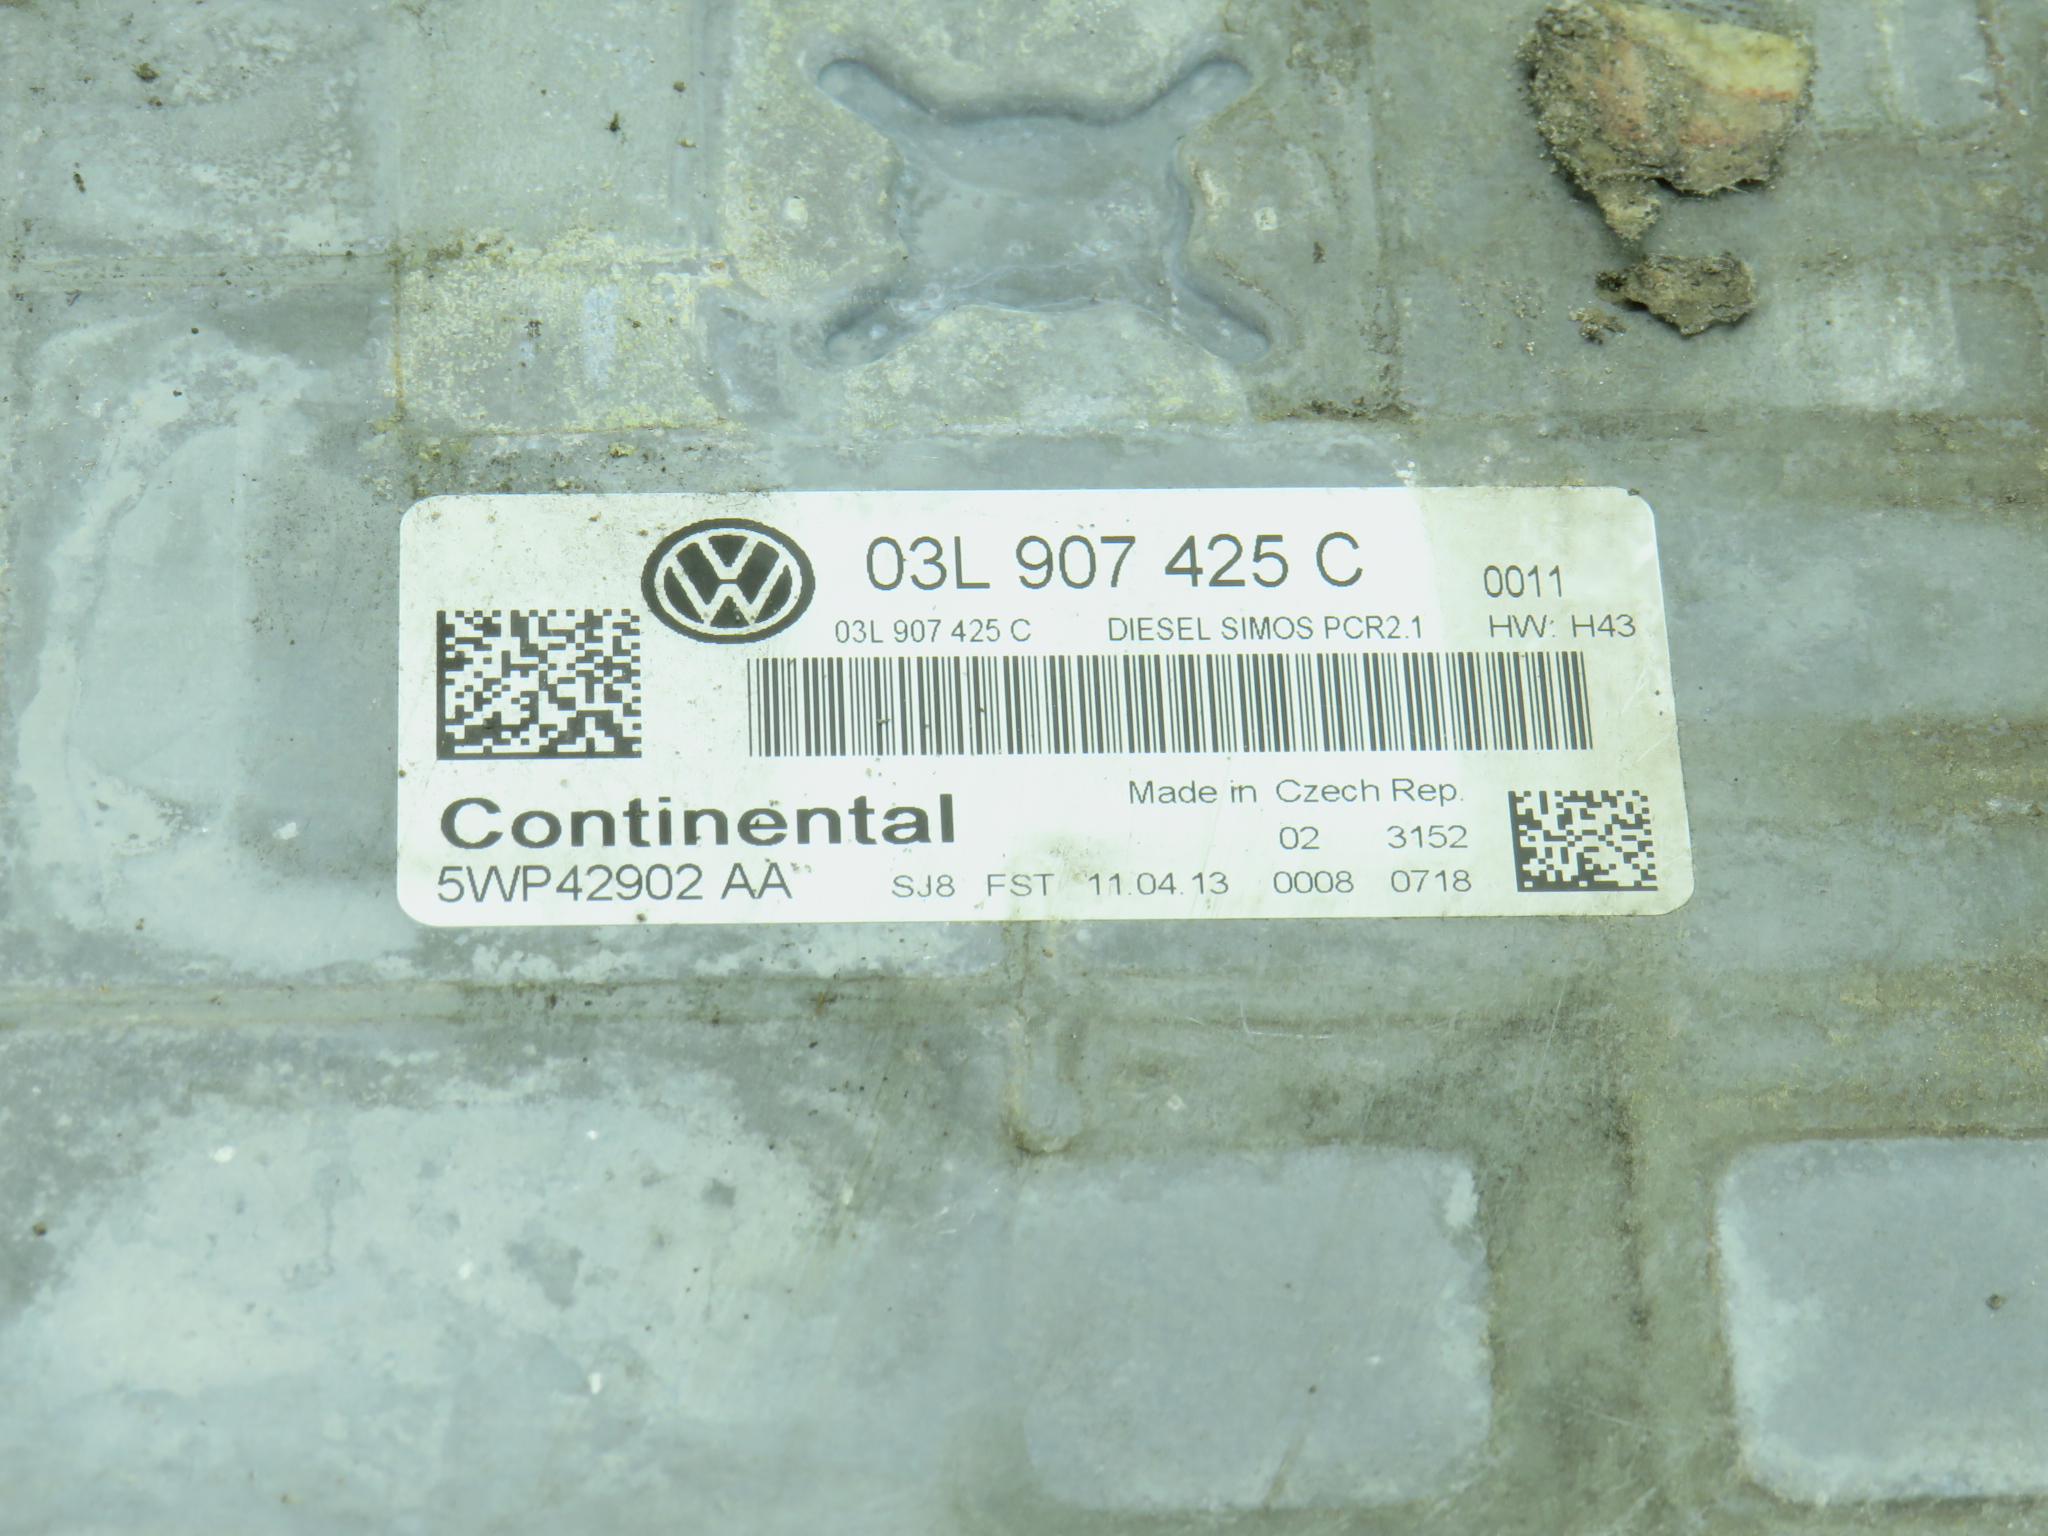 VW 03L 907 425 C 0011
03L 907 425 C DIESEL SIMOS PCR2.1 HW: H43
Made in Czech Rep.
Continental 02 3152
5WP42902 AA SJ8 FST 11.04.13 0008 0718